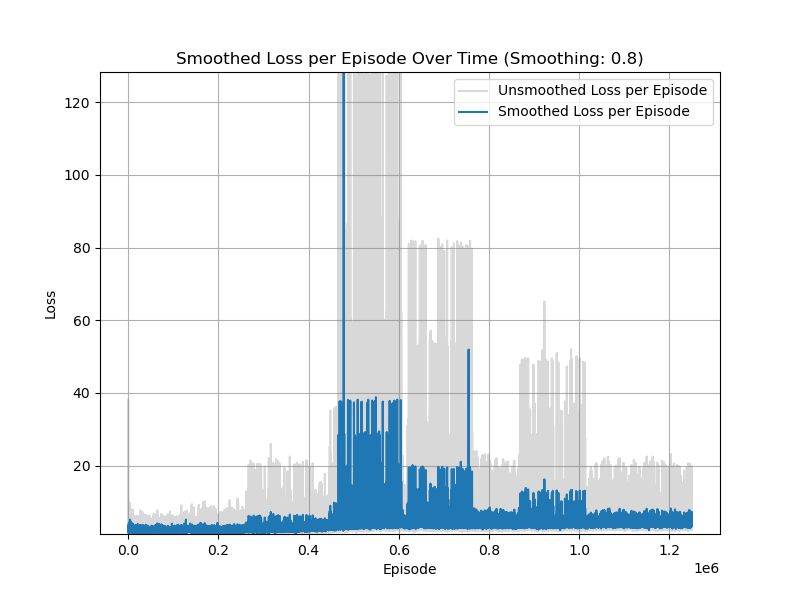 Smoothed Loss per Episode Over Time (Smoothing: 0.8)
Unsmoothed Loss per Episode
Smoothed Loss per Episode
120
100
80
60
40
20
Loss
0.0 0.2 0.4 0.6 0.8 1.0 1.2
1e6
Episode